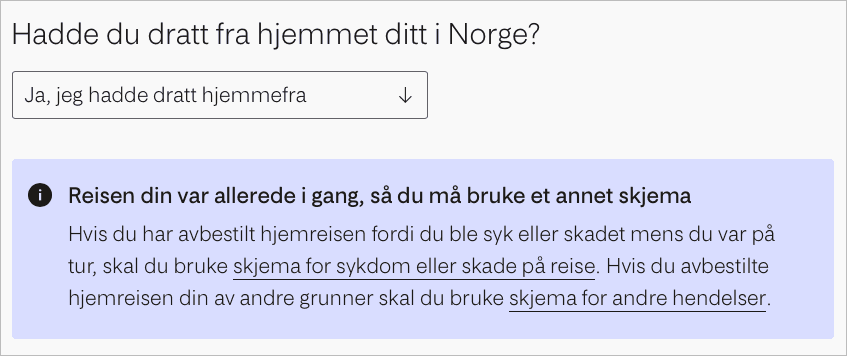 Hadde du dratt fra hjemmet ditt i Norge?
Ja, jeg hadde dratt hjemmefra
Reisen din var allerede i gang, så du må bruke et annet skjema
Hvis du har avbestilt hjemreisen fordi du ble syk eller skadet mens du var på
tur, skal du bruke skjema for sykdom eller skade på reise. Hvis du avbestilte
hjemreisen din av andre grunner skal du bruke skjema for andre hendelser.